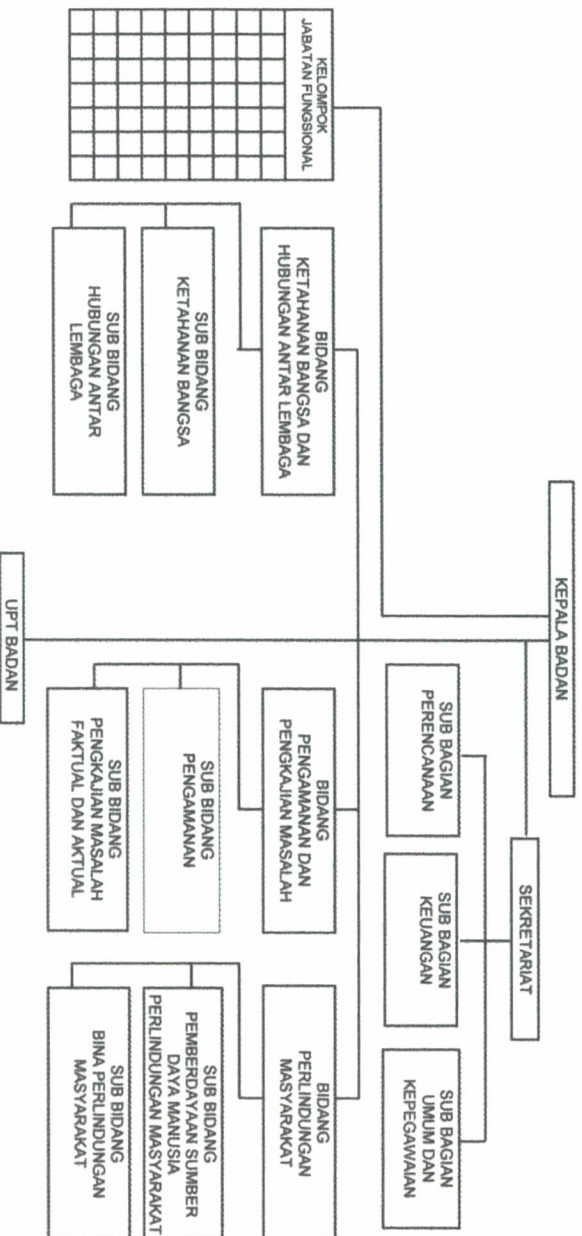 KEPALA BADAN
SEKRETARIAT
KELOMPOK
JABATAN FUNGSIONAL
SUB BAGIAN
PERENCANAAN
SUB BAGIAN
KEUANGAN
SUB BAGIAN
UMUM DAN
KEPEGAWAIAN
BIDANG
KETAHANAN BANGSA DAN
HUBUNGAN ANTAR LEMBAGA
BIDANG
PENGAMANAN DAN
PENGKAJIAN MASALAH
BIDANG
PERLINDUNGAN
MASYARAKAT
SUB BIDANG
KETAHANAN BANGSA
SUB BIDANG
PENGAMANAN
SUB BIDANG
PEMBERDAYAAN SUMBER
DAYA MANUSIA
PERLINDUNGAN MASYARAKAT
SUB BIDANG
HUBUNGAN ANTAR
LEMBAGA
SUB BIDANG
PENGKAJIAN MASALAH
FAKTUAL DAN AKTUAL
SUB BIDANG
BINA PERLINDUNGAN
MASYARAKAT
UPT BADAN